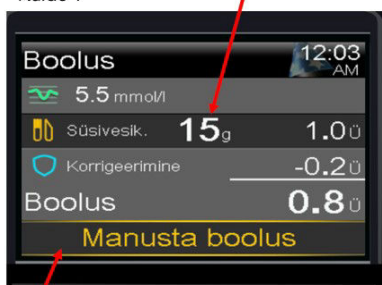 Boolus 12:03 AM
5.5 mmol/l
Süsivesik. 15g 1.0ü
Korrigeerimine -0.2ü
Boolus 0.8ü
Manusta boolus